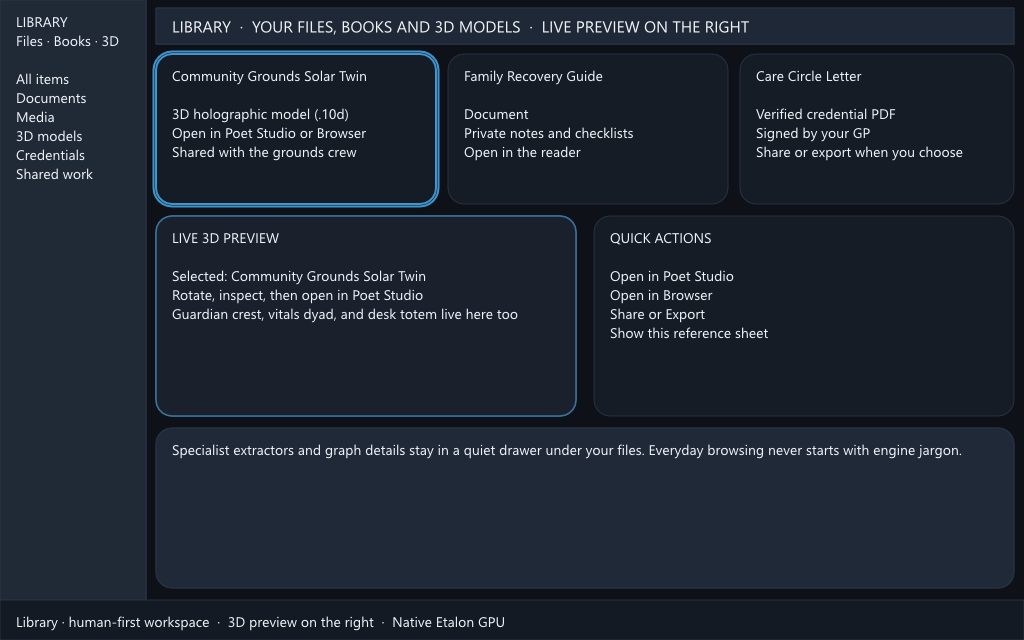 LIBRARY
Files · Books · 3D
All items
Documents
Media
3D models
Credentials
Shared work
LIBRARY · YOUR FILES, BOOKS AND 3D MODELS · LIVE PREVIEW ON THE RIGHT
Community Grounds Solar Twin
3D holographic model (.10d)
Open in Poet Studio or Browser
Shared with the grounds crew
Family Recovery Guide
Document
Private notes and checklists
Open in the reader
Care Circle Letter
Verified credential PDF
Signed by your GP
Share or export when you choose
LIVE 3D PREVIEW
Selected: Community Grounds Solar Twin
Rotate, inspect, then open in Poet Studio
Guardian crest, vitals dyad, and desk totem live here too
QUICK ACTIONS
Open in Poet Studio
Open in Browser
Share or Export
Show this reference sheet
Specialist extractors and graph details stay in a quiet drawer under your files. Everyday browsing never starts with engine jargon.
Library · human-first workspace · 3D preview on the right · Native Etalon GPU